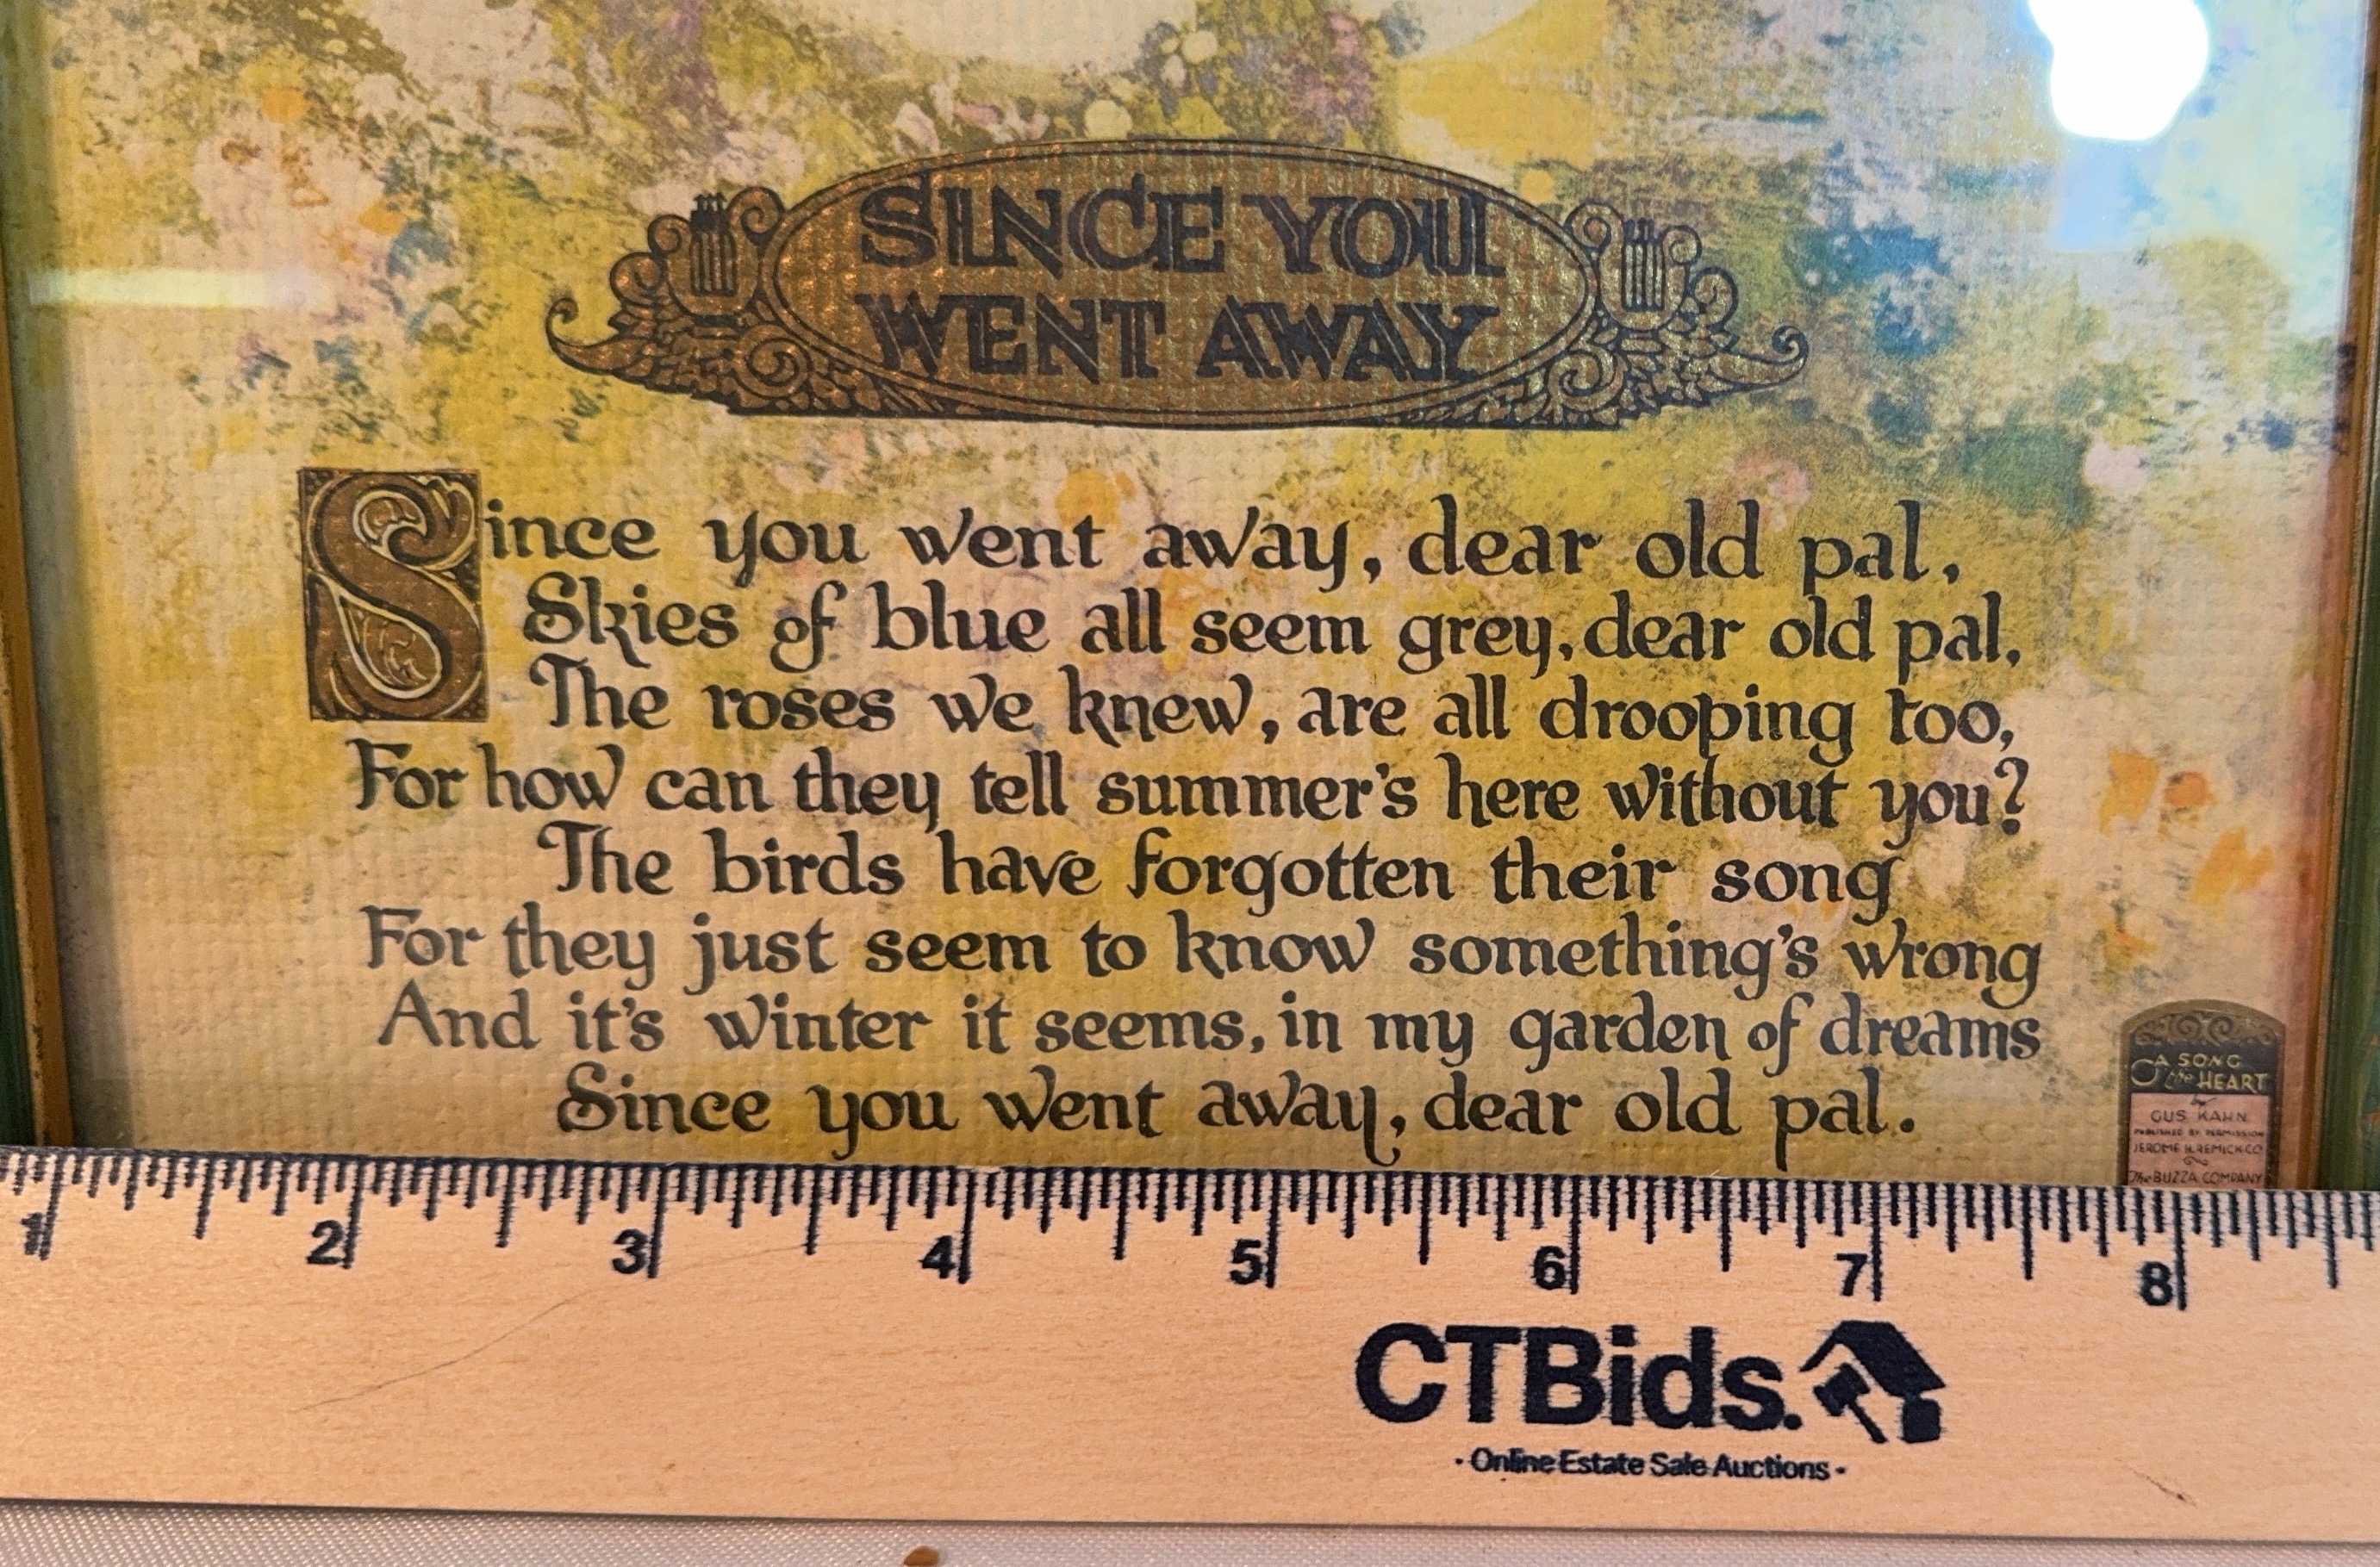 SINCE YOU
WENT AWAY
Since you went away, dear old pal,
Skies of blue all seem grey, dear old pal,
The roses we knew, are all drooping too,
For how can they tell summer's here without you?
The birds have forgotten their song
For they just seem to know something's wrong
And it's winter it seems, in my garden of dreams
Since you went away, dear old pal.
A SONG
Of the HEART
by
GUS KAHN
PUBLISHED BY PERMISSION
JEROME H. REMICK CO.
The BUZZA COMPANY
1 2 3 4 5 6 7 8
CTBids.
· Online Estate Sale Auctions ·